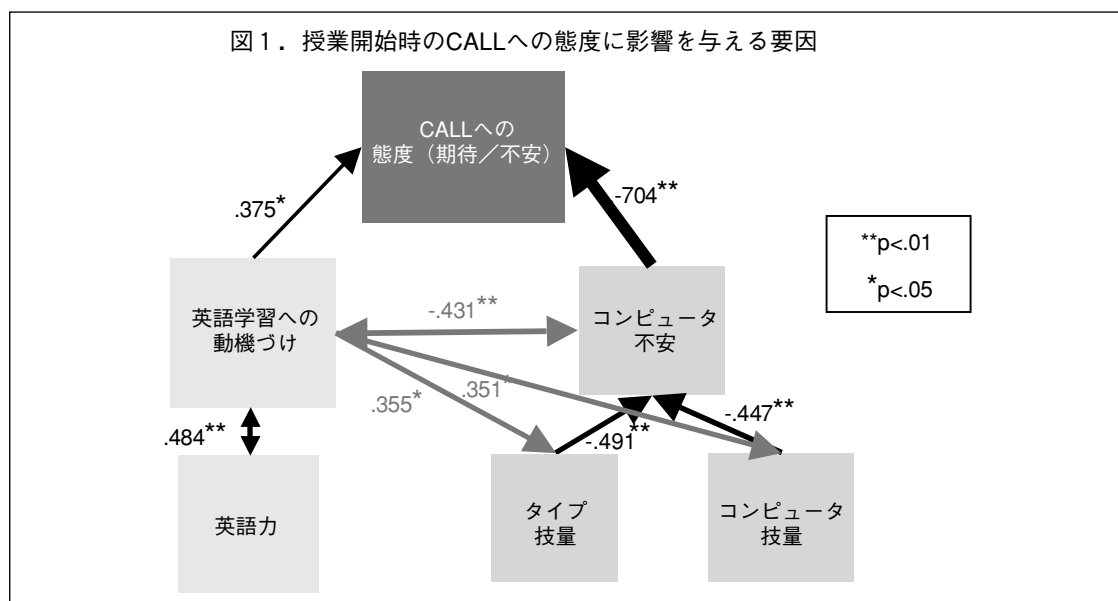 図１．授業開始時のCALLへの態度に影響を与える要因
CALLへの
態度（期待／不安）
.375*
-704**
**p<.01
*p<.05
英語学習への
動機づけ
-.431**
コンピュータ
不安
.355*
.351*
-.447**
.484**
-.491**
英語力
タイプ
技量
コンピュータ
技量